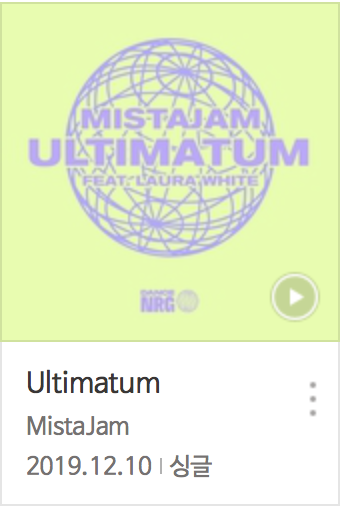 MISTAJAM
ULTIMATUM
FEAT. LAURA WHITE
DANCE
NRG
Ultimatum
MistaJam
2019.12.10 | 싱글